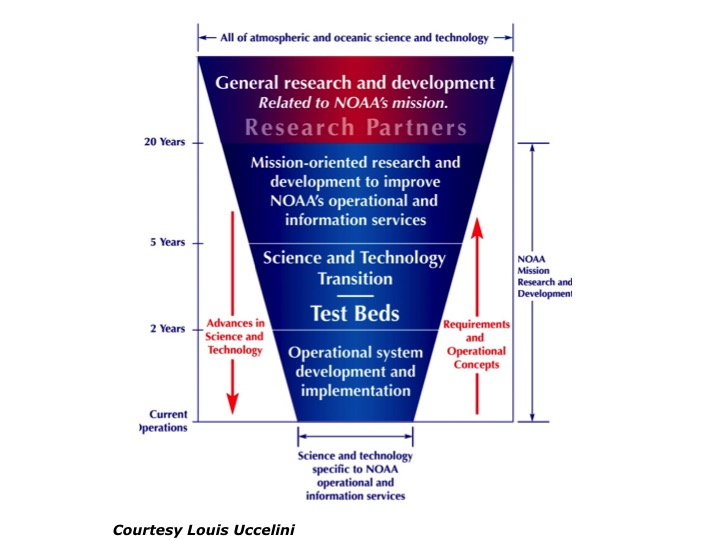 All of atmospheric and oceanic science and technology
General research and development
Related to NOAA's mission.
Research Partners
20 Years
Mission-oriented research and
development to improve
NOAA's operational and
information services
5 Years
Science and Technology
Transition
Test Beds
NOAA
Mission
Research and
Development
2 Years
Advances in
Science and
Technology
Requirements
and
Operational
Concepts
Operational system
development and
implementation
Current
Operations
Science and technology
specific to NOAA
operational and
information services
Courtesy Louis Uccelini